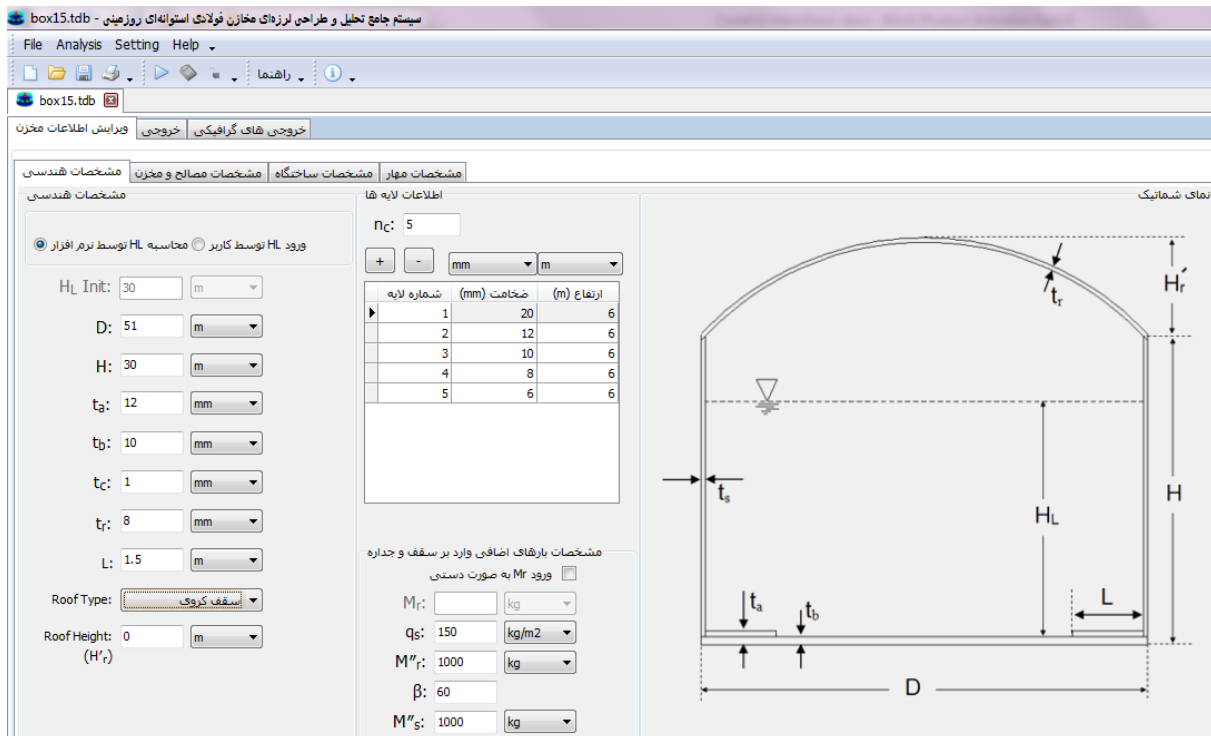 box15.tdb - سیستم جامع تحلیل و طراحی لرزه‌ای مخازن فولادی استوانه‌ای روزمینی
File Analysis Setting Help
راهنما
box15.tdb
ویرایش اطلاعات مخزن خروجی خروجی های گرافیکی
مشخصات هندسی مشخصات مصالح و مخزن مشخصات ساختگاه مشخصات مهار
مشخصات هندسی
محاسبه HL توسط نرم افزار ورود HL توسط کاربر
HL Init: 30 m
D: 51 m
H: 30 m
ta: 12 mm
tb: 10 mm
tc: 1 mm
tr: 8 mm
L: 1.5 m
Roof Type: سقف کروی
Roof Height: 0 m
(H'r)
اطلاعات لایه ها
nc: 5
+ - mm m
شماره لایه ضخامت (mm) ارتفاع (m)
1 20 6
2 12 6
3 10 6
4 8 6
5 6 6
مشخصات بارهای اضافی وارد بر سقف و جداره
ورود Mr به صورت دستی
Mr: kg
qs: 150 kg/m2
M″r: 1000 kg
β: 60
M″s: 1000 kg
نمای شماتیک
H′r
tr
ts
HL
H
ta
tb
L
D